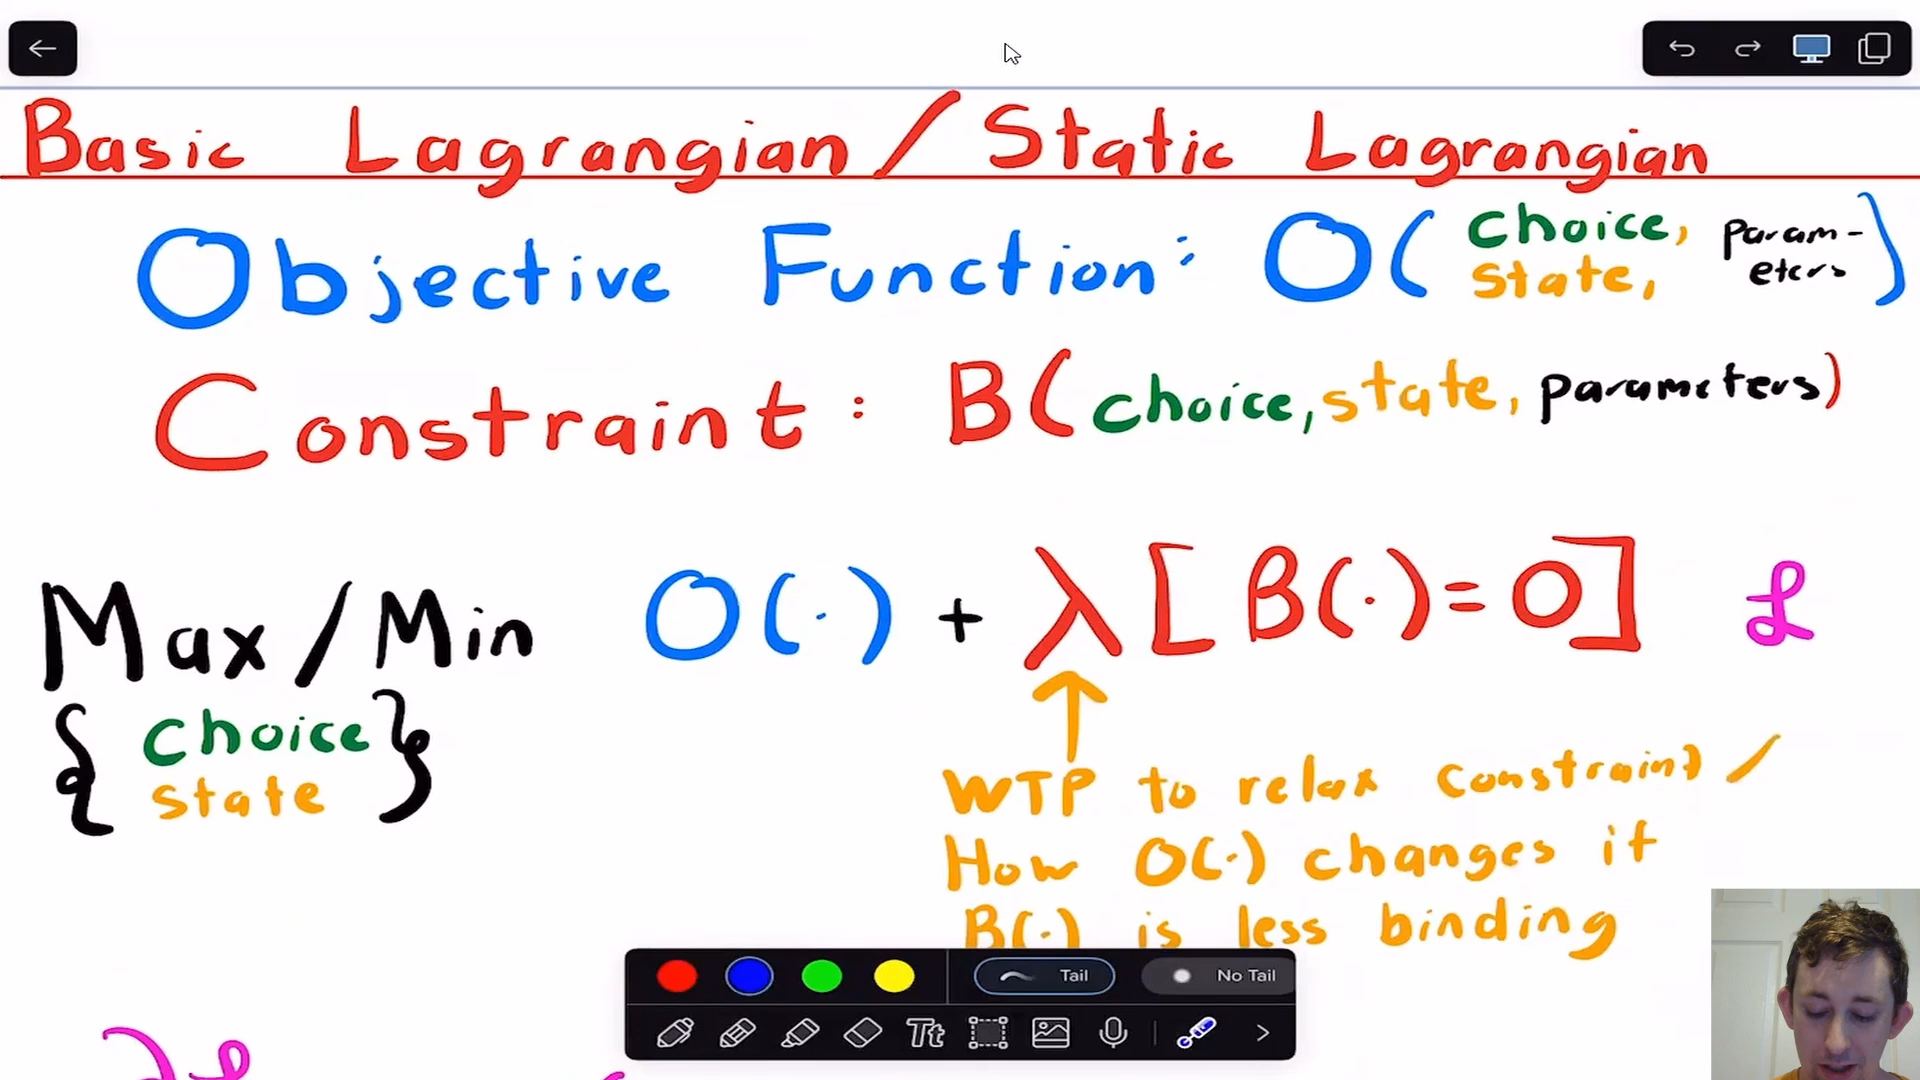 Basic Lagrangian / Static Lagrangian
Objective Function: O( choice, state, param-eters )
Constraint: B( choice, state, parameters )
Max/Min O(·) + λ[ B(·) = 0 ] ℒ
{ choice
state }
WTP to relax constraint /
How O(·) changes if
B(·) is less binding
Tail No Tail
Tt
∂ℒ